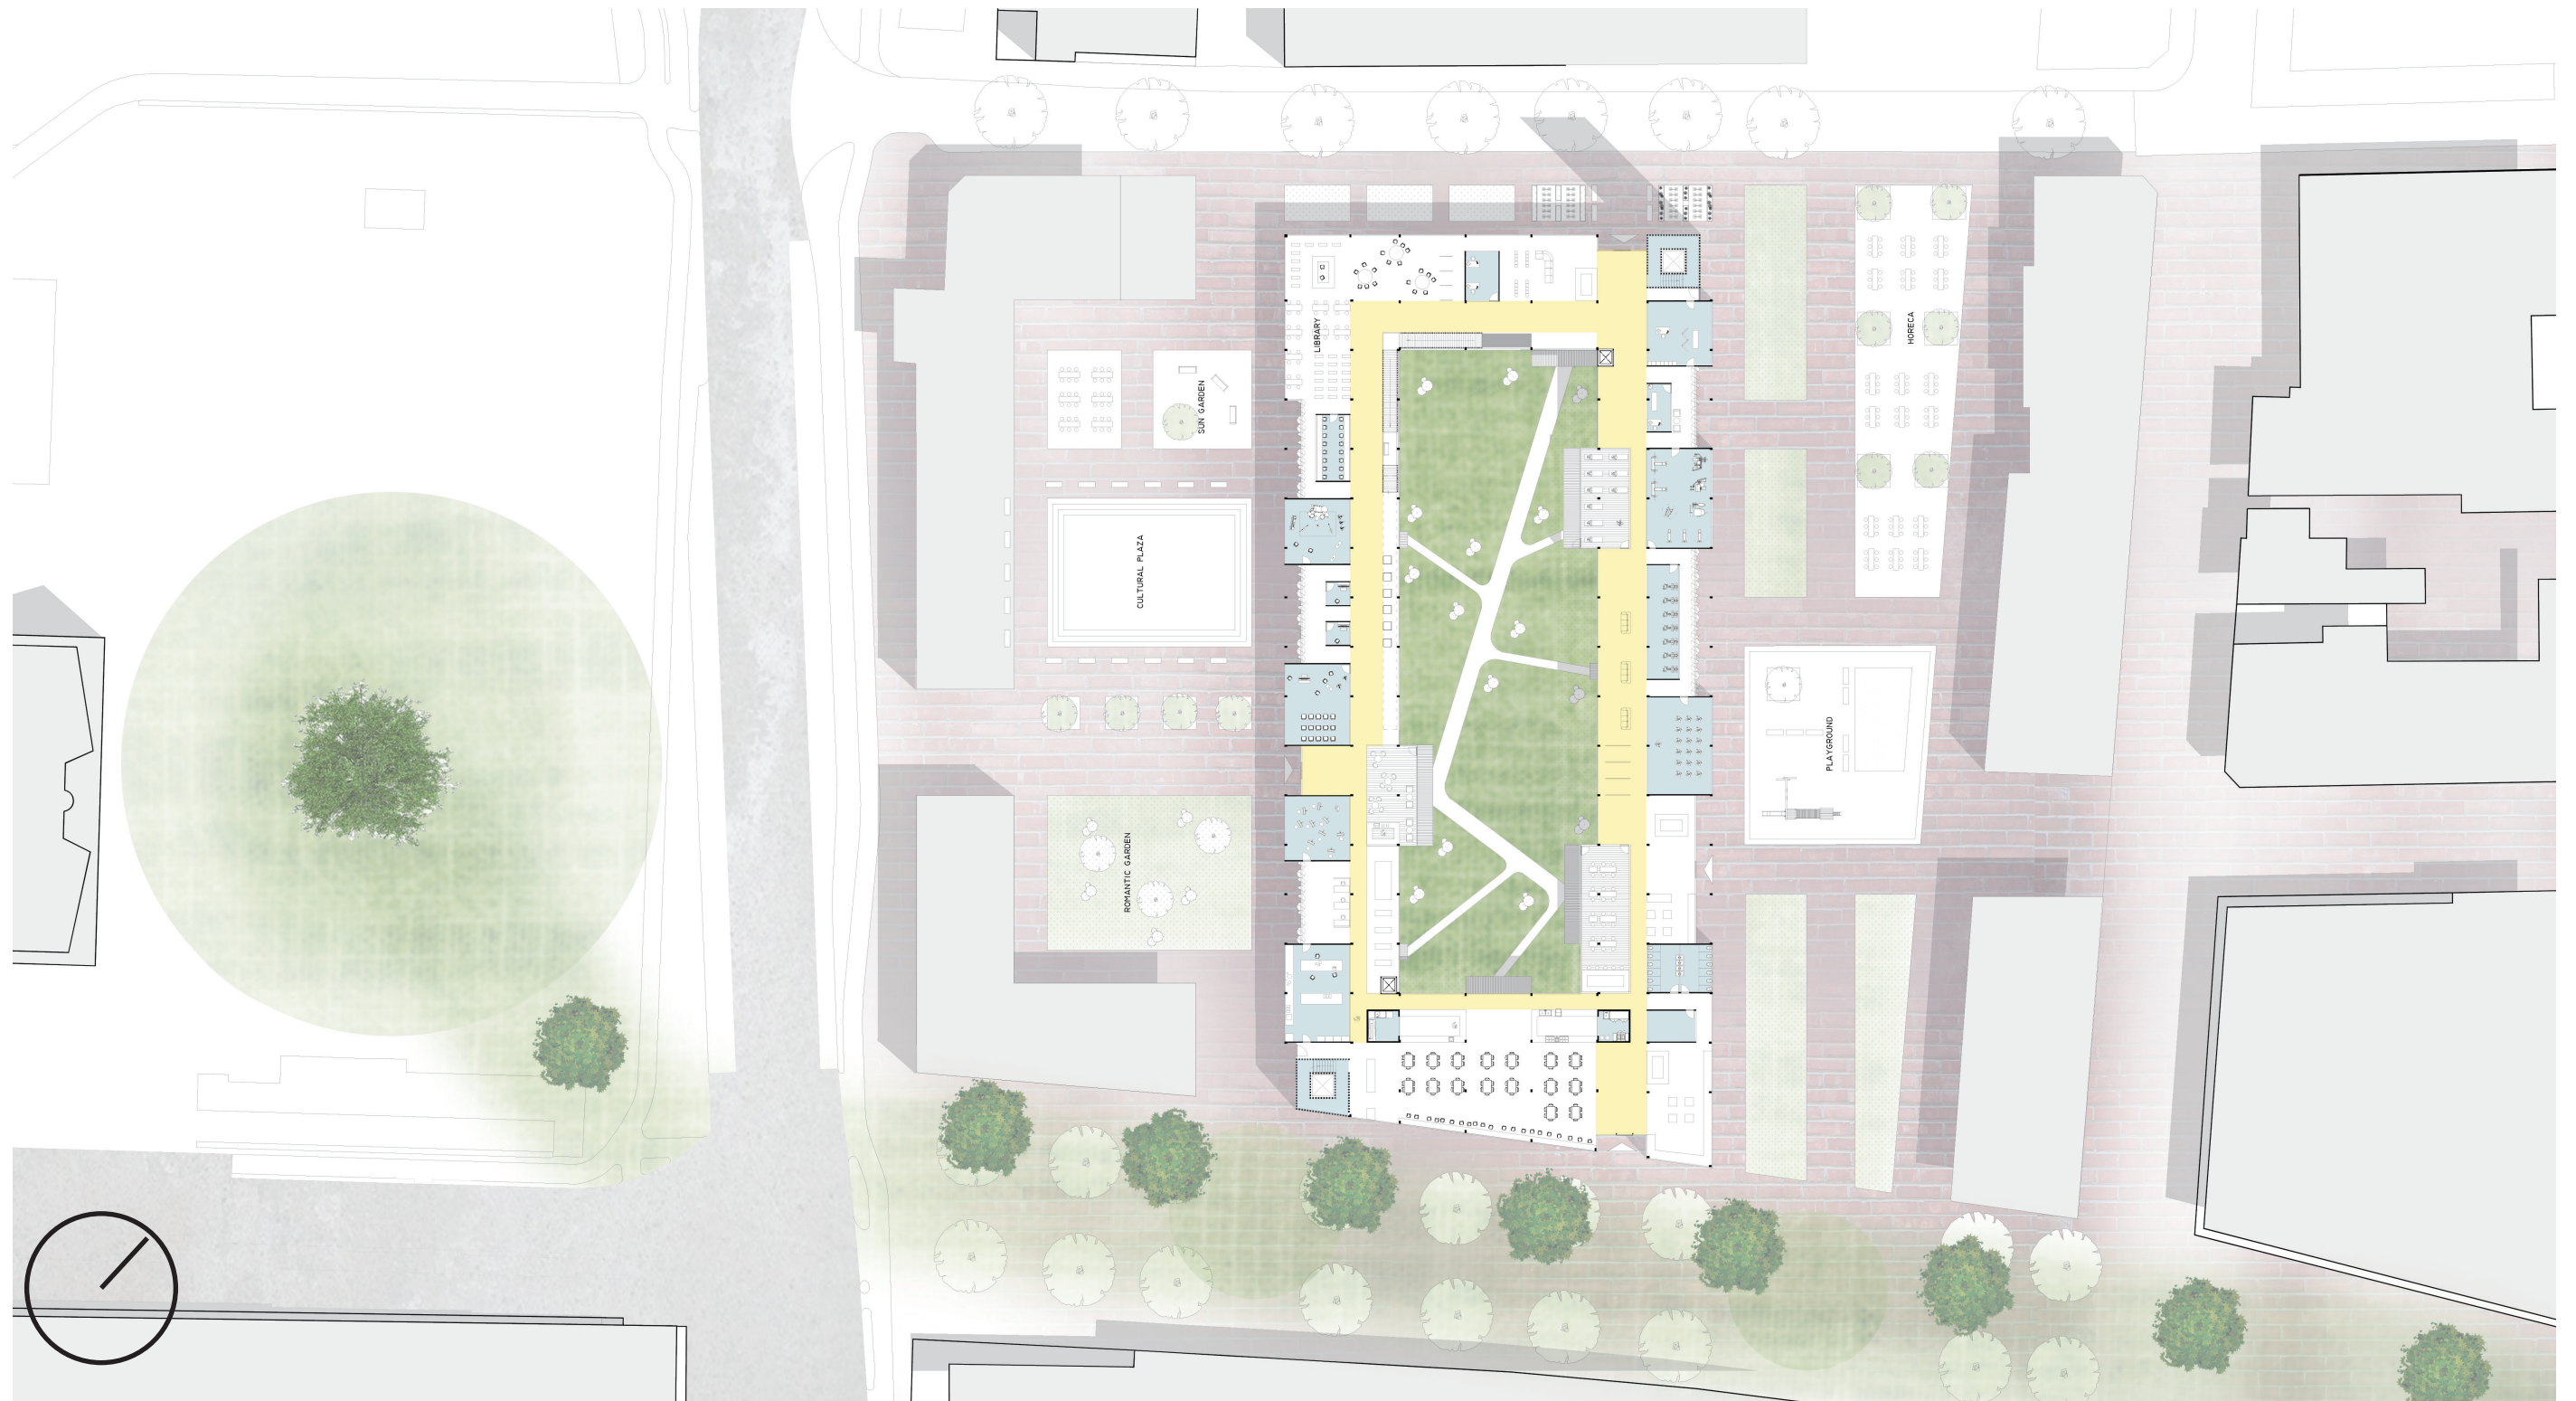 LIBRARY
HORECA
SUN GARDEN
CULTURAL PLAZA
PLAYGROUND
ROMANTIC GARDEN